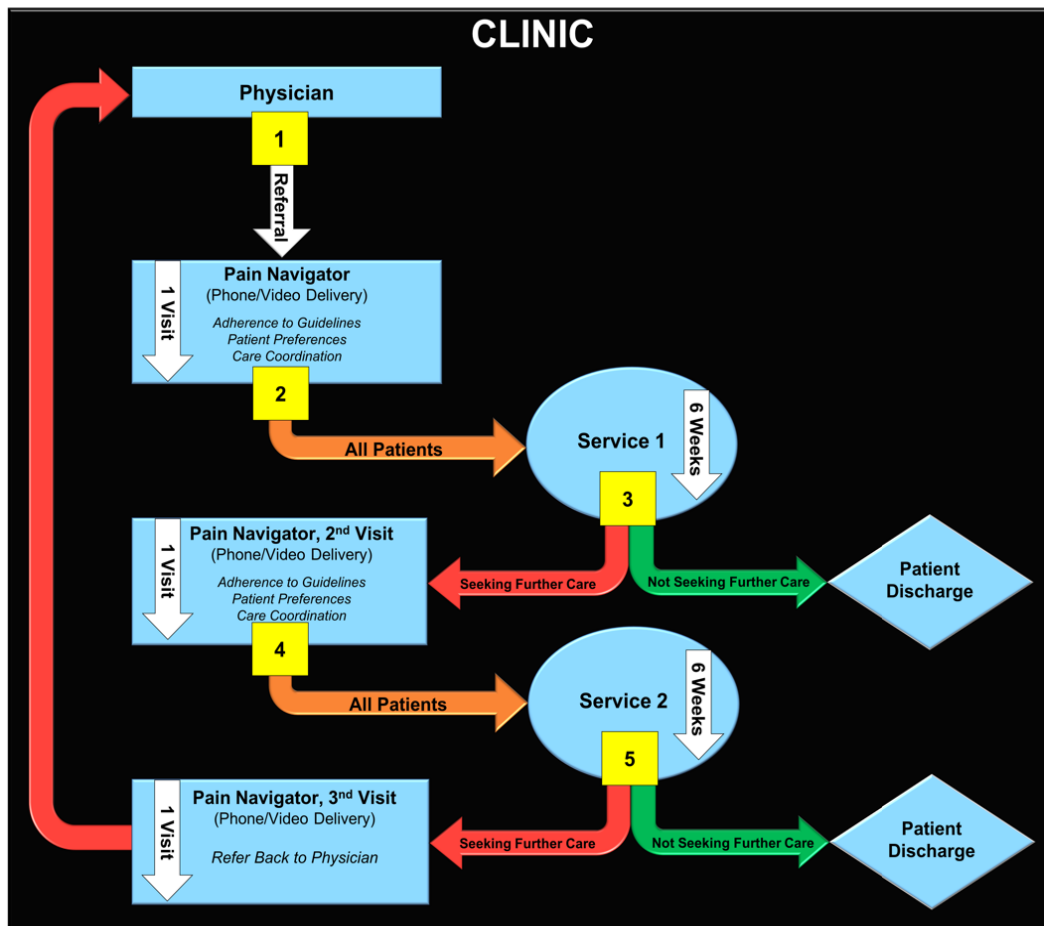 CLINIC
Physician
1
Referral
1 Visit
Pain Navigator
(Phone/Video Delivery)
Adherence to Guidelines
Patient Preferences
Care Coordination
2
All Patients
Service 1
6 Weeks
3
Seeking Further Care
Not Seeking Further Care
Patient
Discharge
1 Visit
Pain Navigator, 2nd Visit
(Phone/Video Delivery)
Adherence to Guidelines
Patient Preferences
Care Coordination
4
All Patients
Service 2
6 Weeks
5
Seeking Further Care
Not Seeking Further Care
Patient
Discharge
1 Visit
Pain Navigator, 3nd Visit
(Phone/Video Delivery)
Refer Back to Physician